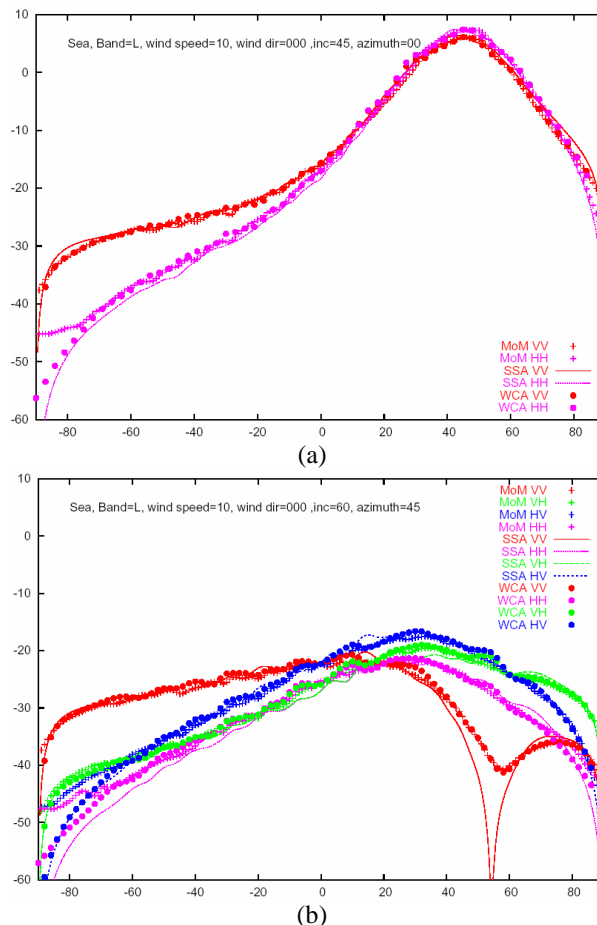 10
Sea, Band=L, wind speed=10, wind dir=000 ,inc=45, azimuth=00
0
-10
-20
-30
-40
-50
-60
MoM VV
MoM HH
SSA VV
SSA HH
WCA VV
WCA HH
-80 -60 -40 -20 0 20 40 60 80
(a)
10
Sea, Band=L, wind speed=10, wind dir=000 ,inc=60, azimuth=45
0
-10
-20
-30
-40
-50
-60
MoM VV
MoM VH
MoM HV
MoM HH
SSA VV
SSA HH
SSA VH
SSA HV
WCA VV
WCA HH
WCA VH
WCA HV
-80 -60 -40 -20 0 20 40 60 80
(b)